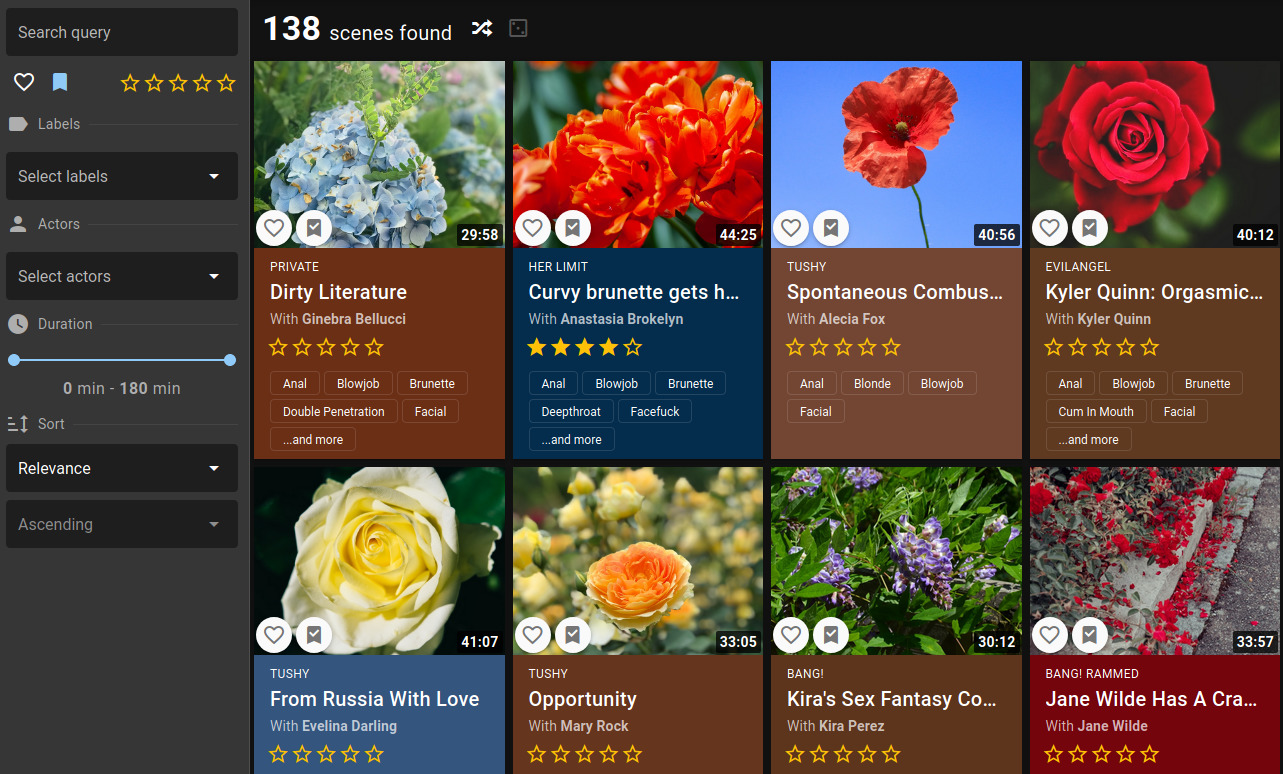 Search query
Labels
Select labels
Actors
Select actors
Duration
0 min - 180 min
Sort
Relevance
Ascending
138 scenes found
29:58
PRIVATE
Dirty Literature
With Ginebra Bellucci
Anal Blowjob Brunette
Double Penetration Facial
...and more
44:25
HER LIMIT
Curvy brunette gets h...
With Anastasia Brokelyn
Anal Blowjob Brunette
Deepthroat Facefuck
...and more
40:56
TUSHY
Spontaneous Combus...
With Alecia Fox
Anal Blonde Blowjob
Facial
40:12
EVILANGEL
Kyler Quinn: Orgasmic...
With Kyler Quinn
Anal Blowjob Brunette
Cum In Mouth Facial
...and more
41:07
TUSHY
From Russia With Love
With Evelina Darling
33:05
TUSHY
Opportunity
With Mary Rock
30:12
BANG!
Kira's Sex Fantasy Co...
With Kira Perez
33:57
BANG! RAMMED
Jane Wilde Has A Cra...
With Jane Wilde